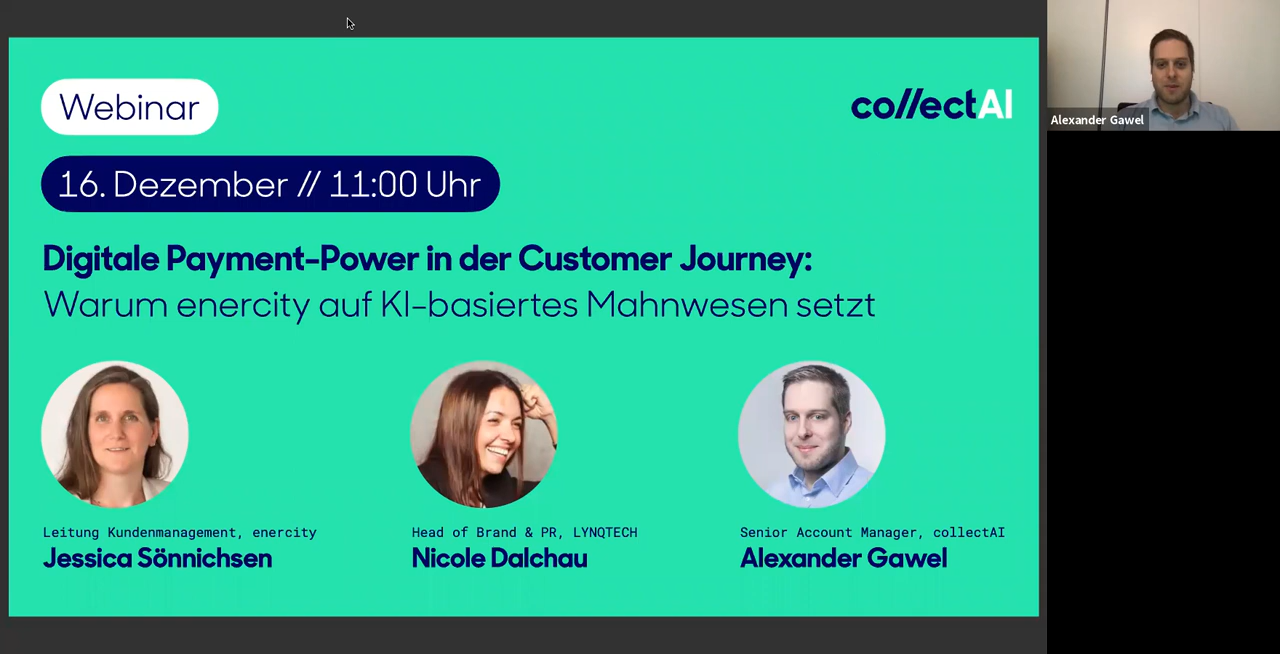 Webinar
collectAI
Alexander Gawel
16. Dezember // 11:00 Uhr
Digitale Payment-Power in der Customer Journey:
Warum enercity auf KI-basiertes Mahnwesen setzt
Leitung Kundenmanagement, enercity
Jessica Sönnichsen
Head of Brand & PR, LYNQTECH
Nicole Dalchau
Senior Account Manager, collectAI
Alexander Gawel